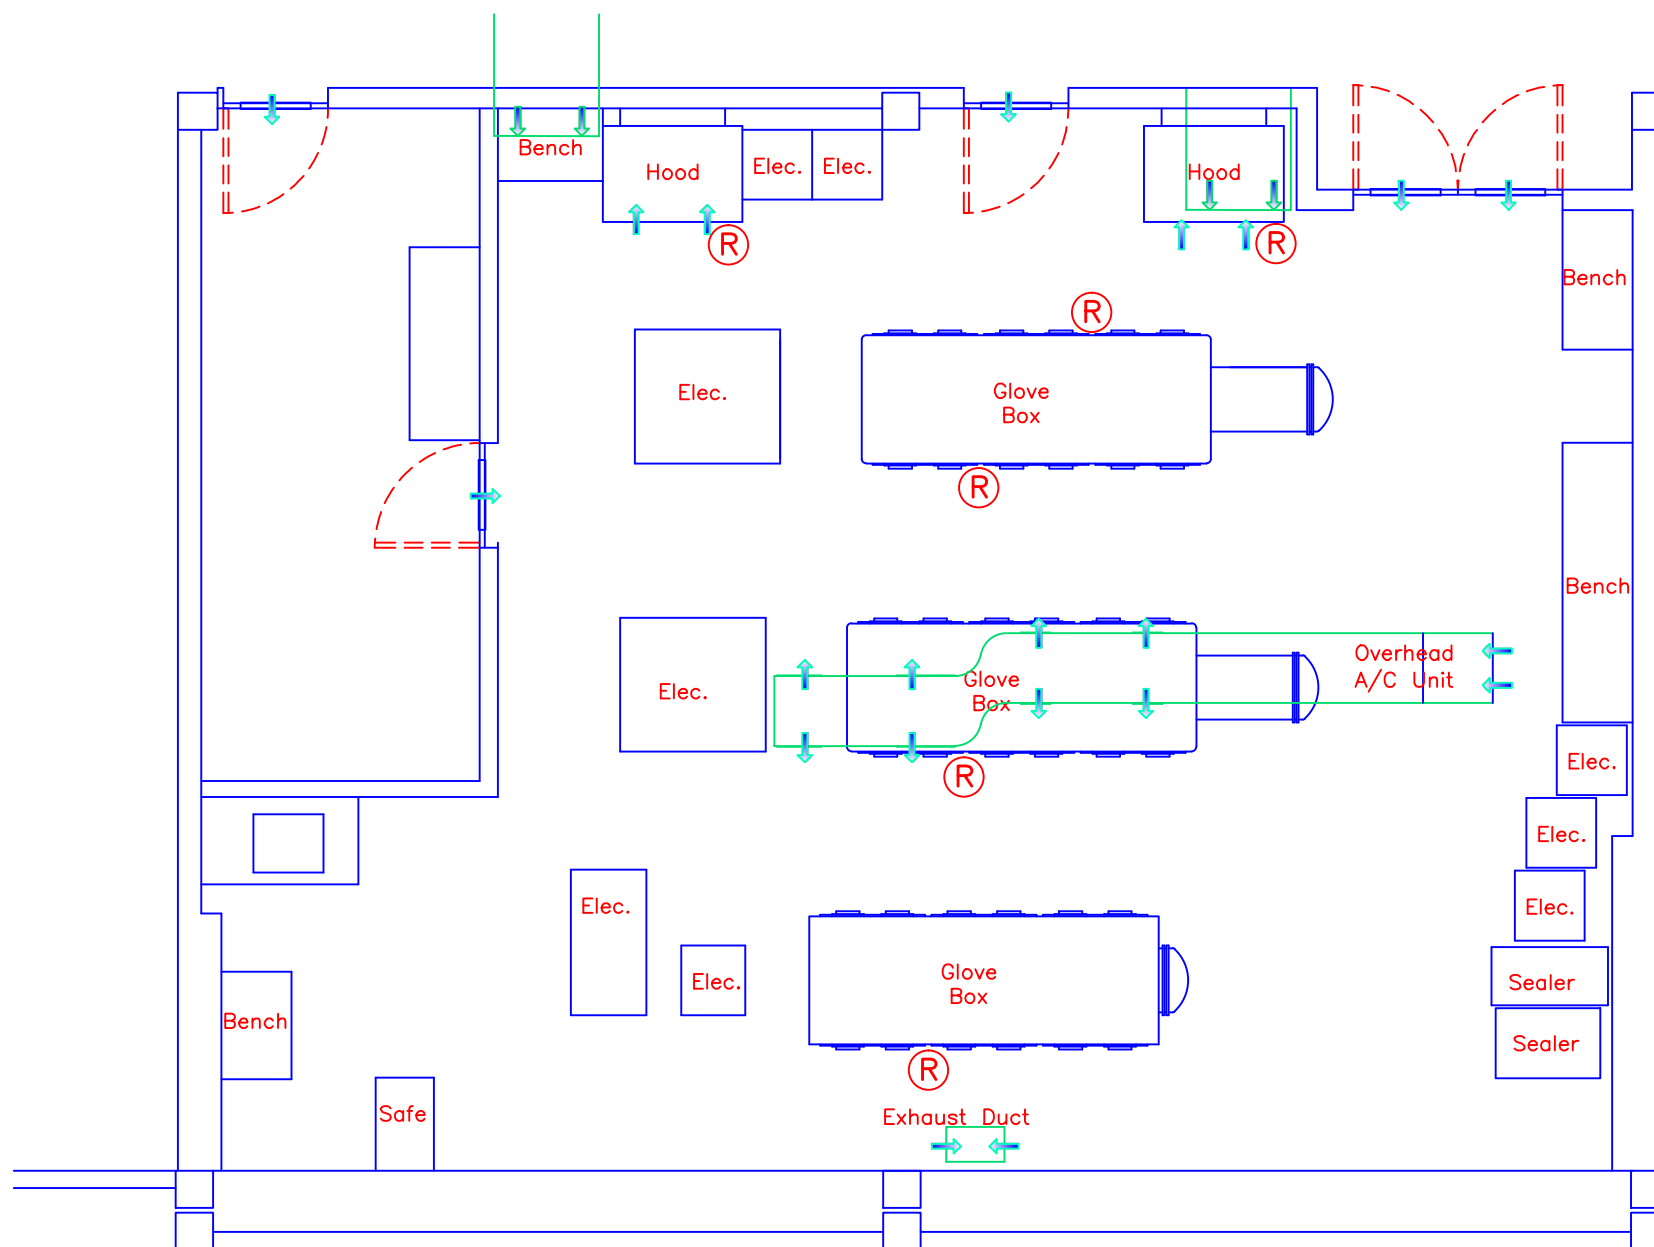 Bench
Hood
Elec.
Elec.
Hood
R
R
Bench
R
Elec.
Glove
Box
R
Bench
Overhead
A/C Unit
Elec.
Glove
Box
R
Elec.
Elec.
Elec.
Elec.
Elec.
Glove
Box
Sealer
Bench
Sealer
R
Safe
Exhaust Duct